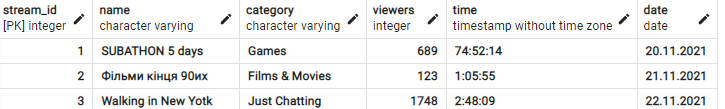 stream_id name category viewers time date
[PK] integer character varying character varying integer timestamp without time zone date
1 SUBATHON 5 days Games 689 74:52:14 20.11.2021
2 Фільми кінця 90их Films & Movies 123 1:05:55 21.11.2021
3 Walking in New Yotk Just Chatting 1748 2:48:09 22.11.2021